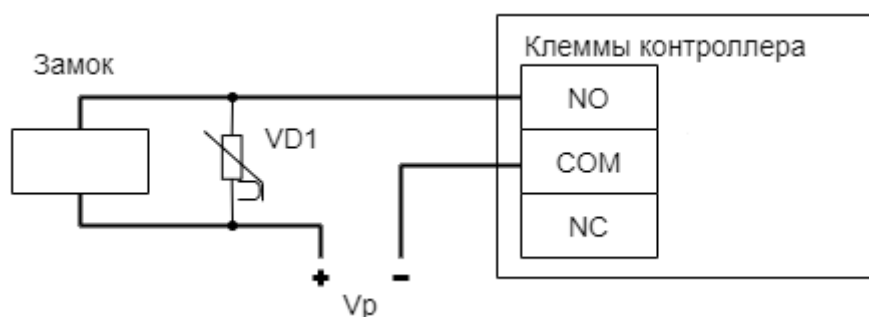 Клеммы контроллера
Замок
NO
VD1
COM
NC
+ -
Vp